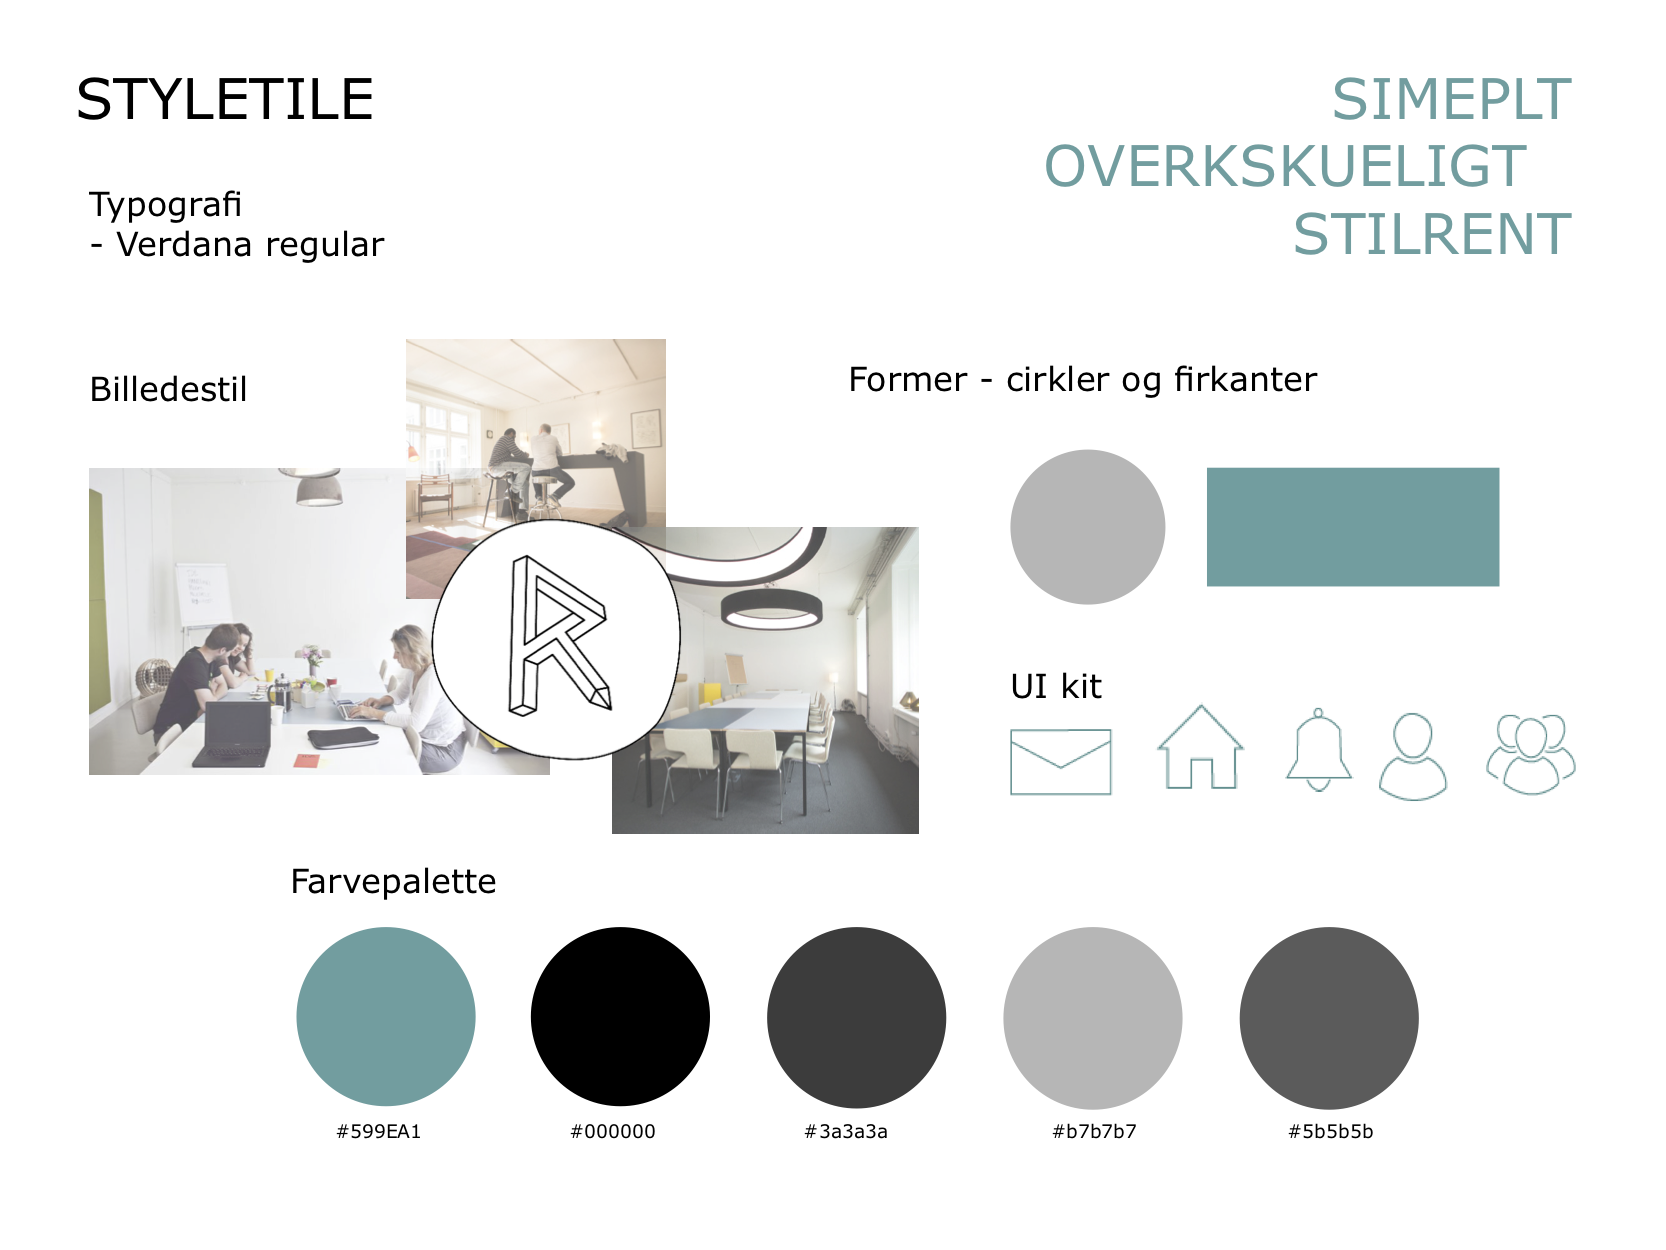 STYLETILE
SIMEPLT
OVERKSKUELIGT
STILRENT
Typografi
- Verdana regular
Billedestil
Former - cirkler og firkanter
R
UI kit
Farvepalette
#599EA1
#000000
#3a3a3a
#b7b7b7
#5b5b5b